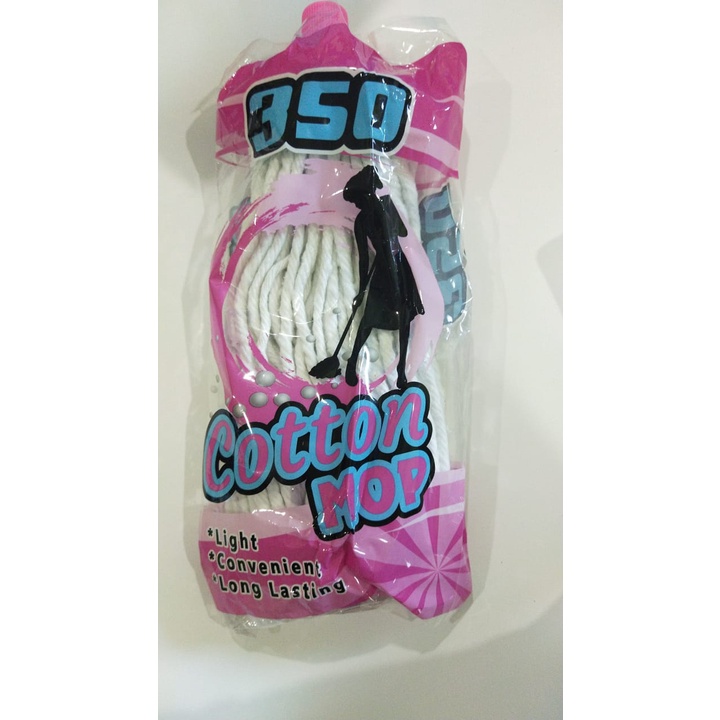 350
Cotton
MOP
*Light
*Convenient
*Long Lasting